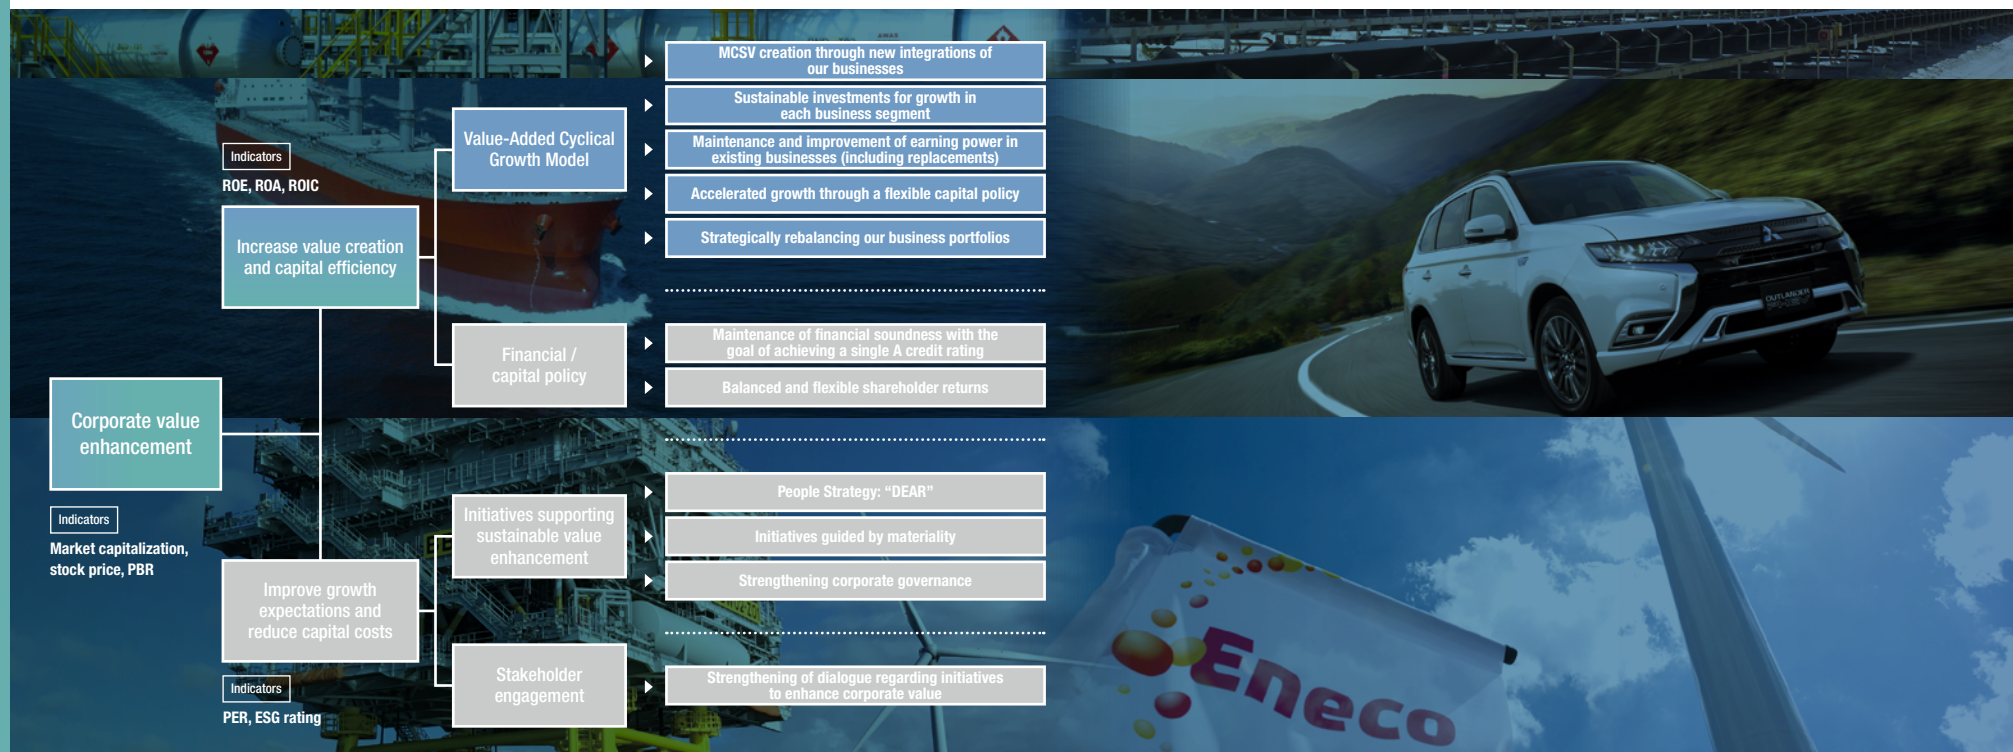 MCSV creation through new integrations of
our businesses
Sustainable investments for growth in
each business segment
Value-Added Cyclical
Growth Model
Maintenance and improvement of earning power in
existing businesses (including replacements)
Indicators
ROE, ROA, ROIC
Accelerated growth through a flexible capital policy
Increase value creation
and capital efficiency
Strategically rebalancing our business portfolios
Financial /
capital policy
Maintenance of financial soundness with the
goal of achieving a single A credit rating
Balanced and flexible shareholder returns
Corporate value
enhancement
Indicators
Market capitalization,
stock price, PBR
Initiatives supporting
sustainable value
enhancement
People Strategy: “DEAR”
Initiatives guided by materiality
Strengthening corporate governance
Improve growth
expectations and
reduce capital costs
Indicators
PER, ESG rating
Stakeholder
engagement
Strengthening of dialogue regarding initiatives
to enhance corporate value
OUTLANDER
PHEV
Eneco